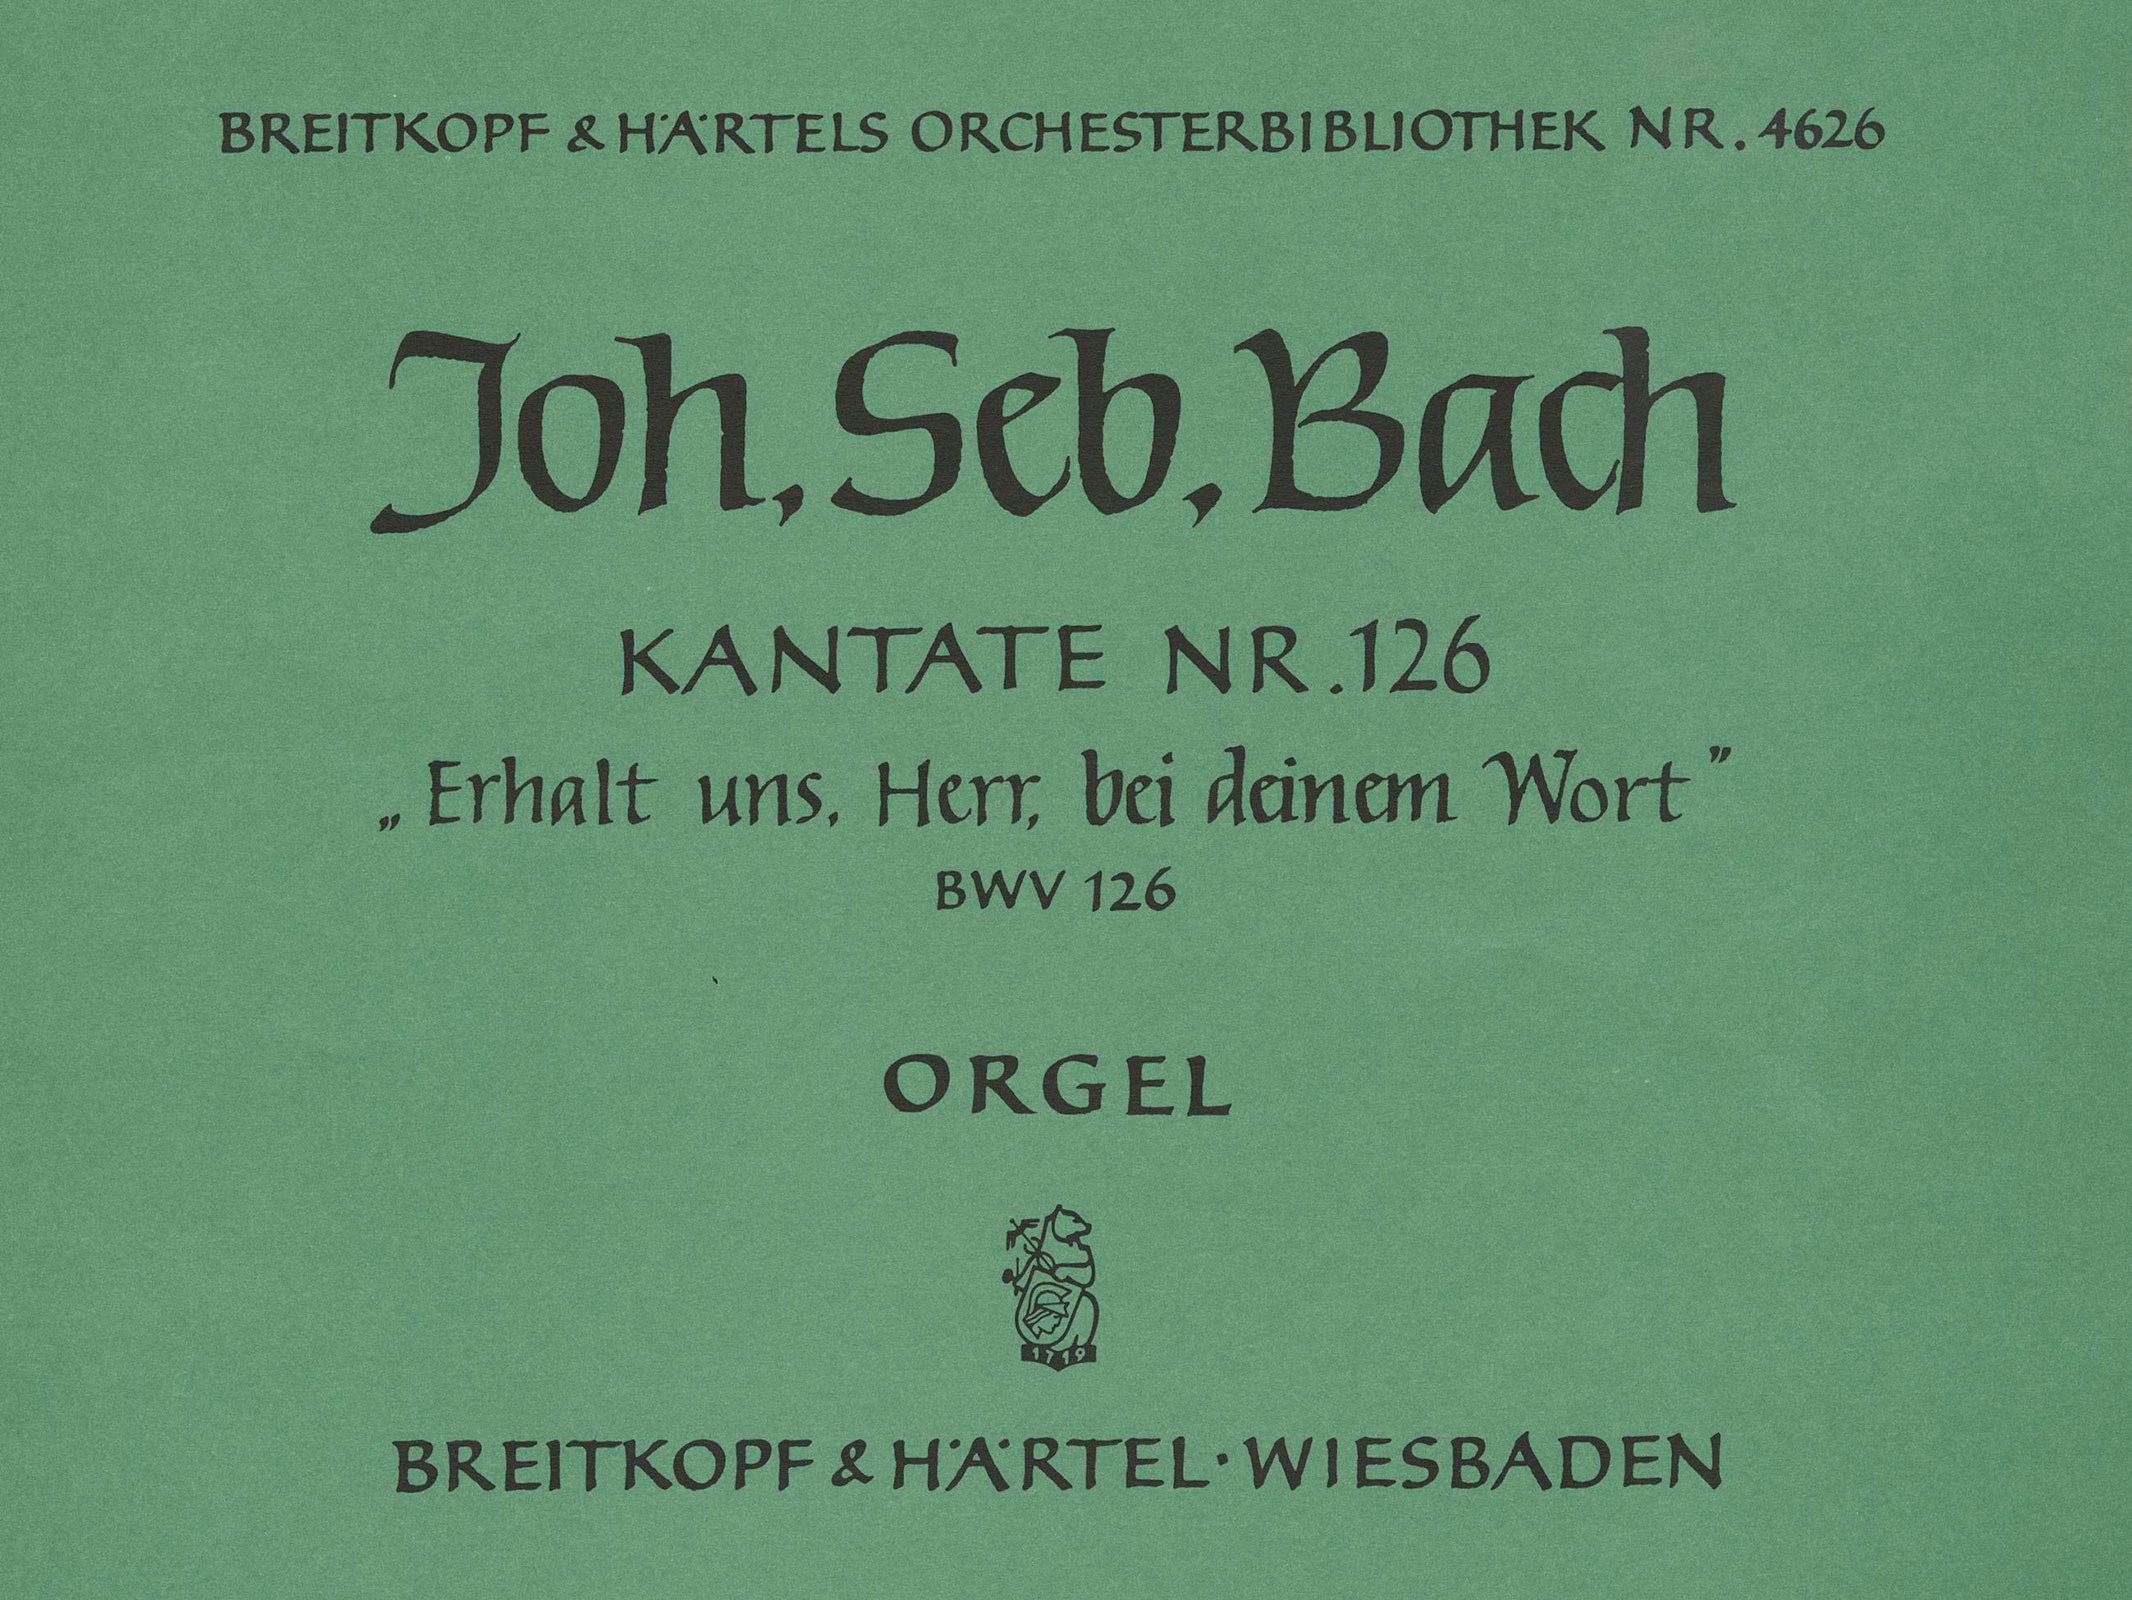 BREITKOPF & HÄRTELS ORCHESTERBIBLIOTHEK NR. 4626
Joh. Seb. Bach
KANTATE NR. 126
„Erhalt uns, Herr, bei deinem Wort”
BWV 126
ORGEL
1719
BREITKOPF & HÄRTEL · WIESBADEN